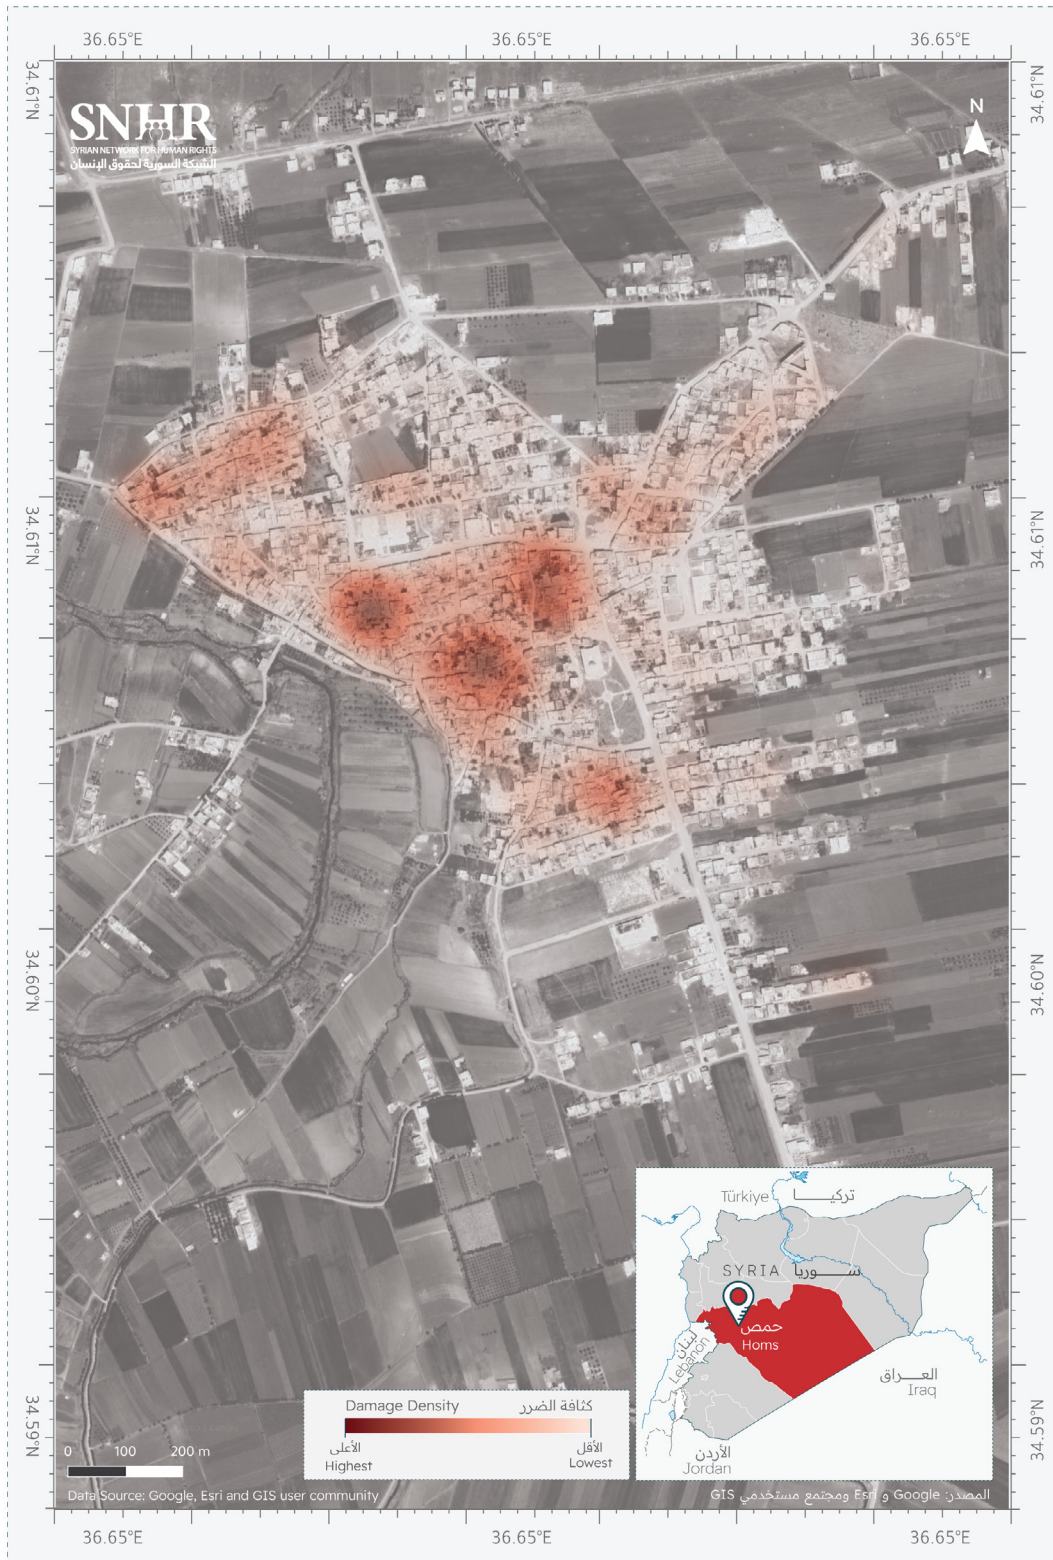 36.65°E
36.65°E
36.65°E
34.61°N
34.61°N
SNHR
SYRIAN NETWORK FOR HUMAN RIGHTS
الشبكة السورية لحقوق الإنسان
N
34.61°N
34.61°N
34.60°N
34.60°N
Türkiye
تركيـــــا
SYRIA
ســـوريا
حمص
Homs
لبنان
Lebanon
العـــراق
Iraq
الأردن
Jordan
Damage Density
كثافة الضرر
الأعلى
Highest
الأقل
Lowest
34.59°N
34.59°N
0 100 200 m
Data Source: Google, Esri and GIS user community
المصدر: Google و Esri ومجتمع مستخدمي GIS
36.65°E
36.65°E
36.65°E